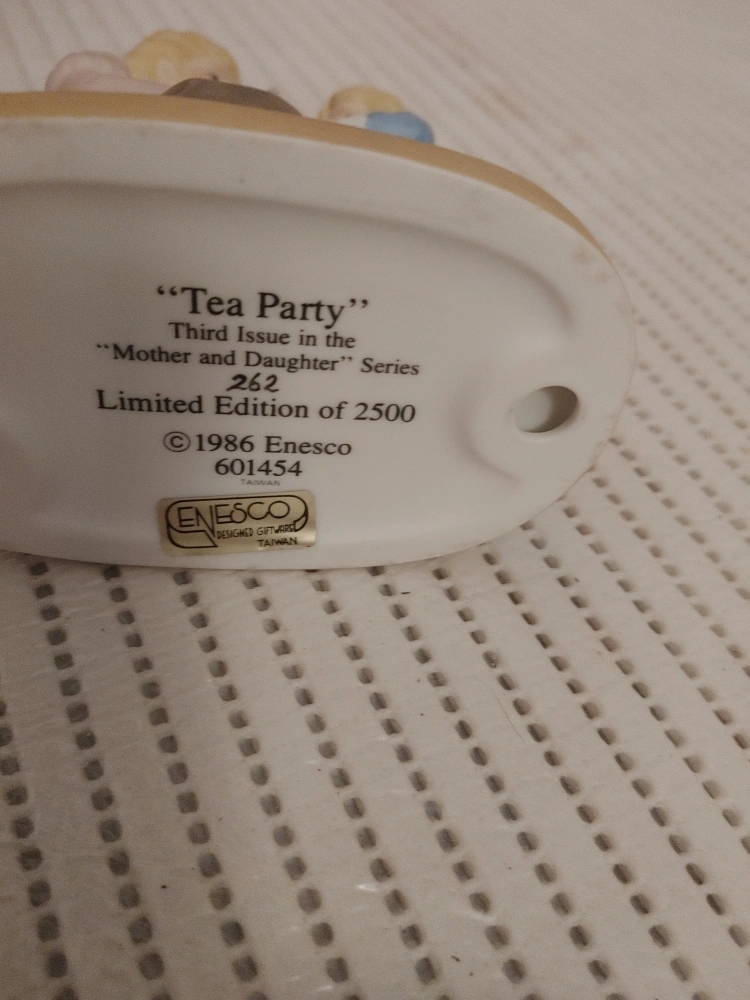 “Tea Party”
Third Issue in the
“Mother and Daughter” Series
262
Limited Edition of 2500
©1986 Enesco
601454
TAIWAN
ENESCO
DESIGNED GIFTWARE
TAIWAN